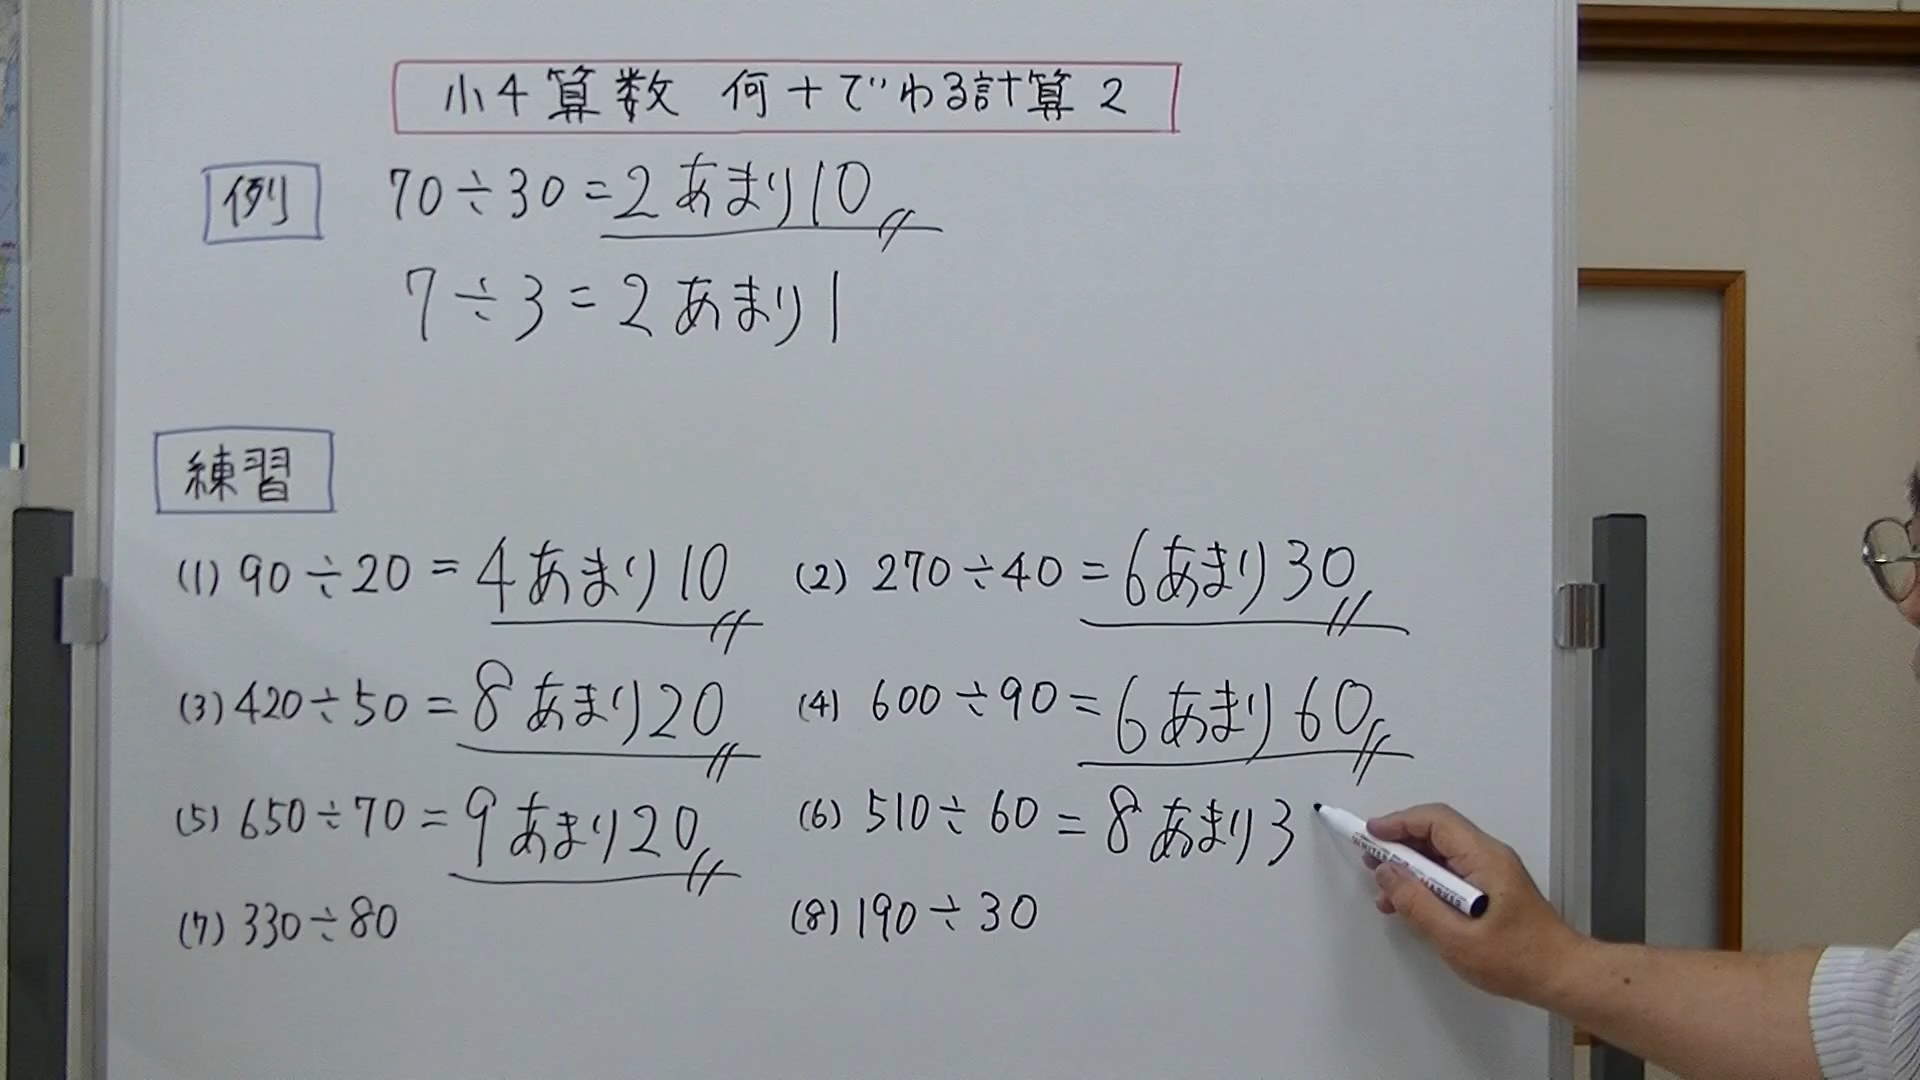 小4算数 何十でわる計算2
例 70÷30=2あまり10
7÷3=2あまり1
練習
(1) 90÷20=4あまり10 (2) 270÷40=6あまり30
(3) 420÷50=8あまり20 (4) 600÷90=6あまり60
(5) 650÷70=9あまり20 (6) 510÷60=8あまり3
(7) 330÷80 (8) 190÷30